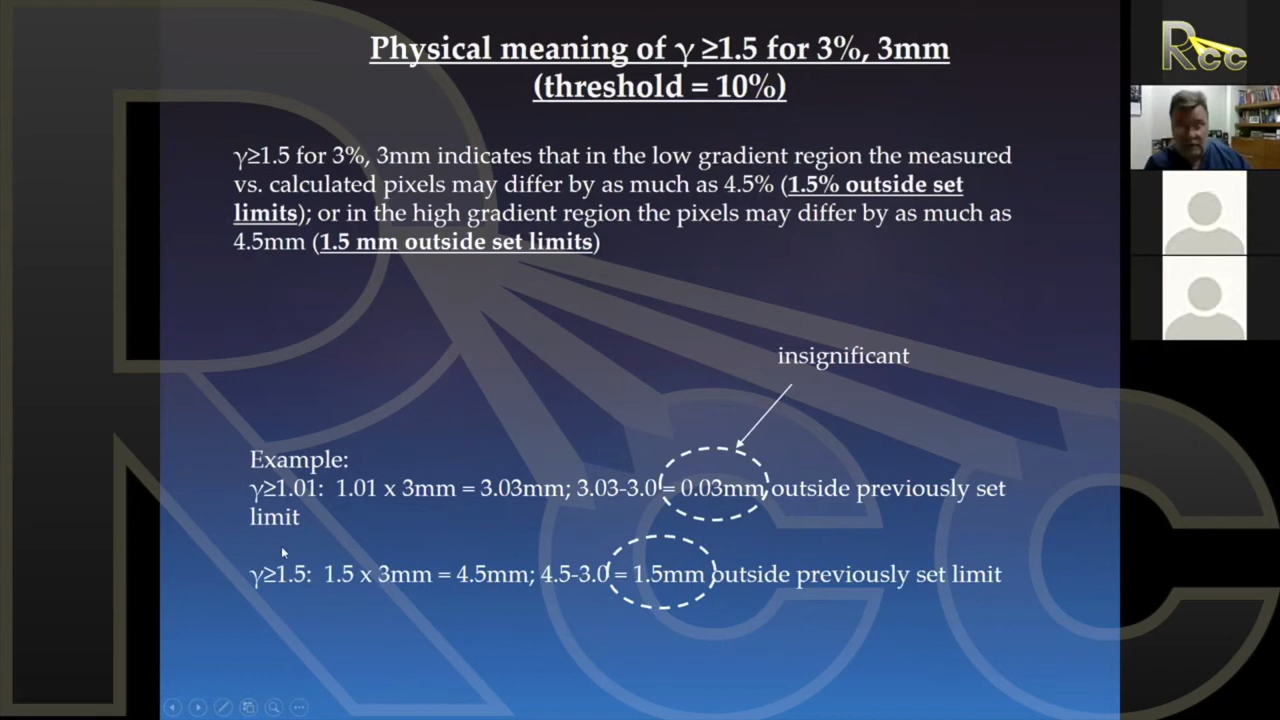 Physical meaning of γ ≥1.5 for 3%, 3mm
(threshold = 10%)
Rcc
γ≥1.5 for 3%, 3mm indicates that in the low gradient region the measured
vs. calculated pixels may differ by as much as 4.5% (1.5% outside set
limits); or in the high gradient region the pixels may differ by as much as
4.5mm (1.5 mm outside set limits)
insignificant
Example:
γ≥1.01: 1.01 x 3mm = 3.03mm; 3.03-3.0 = 0.03mm outside previously set
limit
γ≥1.5: 1.5 x 3mm = 4.5mm; 4.5-3.0 = 1.5mm outside previously set limit
Rcc